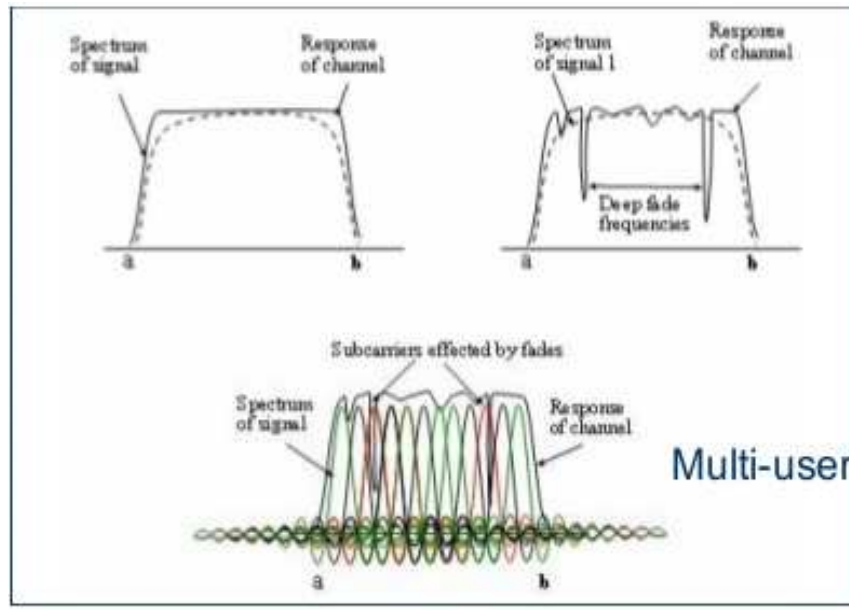 Spectrum
of signal
Response
of channel
a
b
Spectrum
of signal 1
Response
of channel
Deep fade
frequencies
a
b
Subcarriers effected by fades
Spectrum
of signal
Response
of channel
Multi-user
a
b